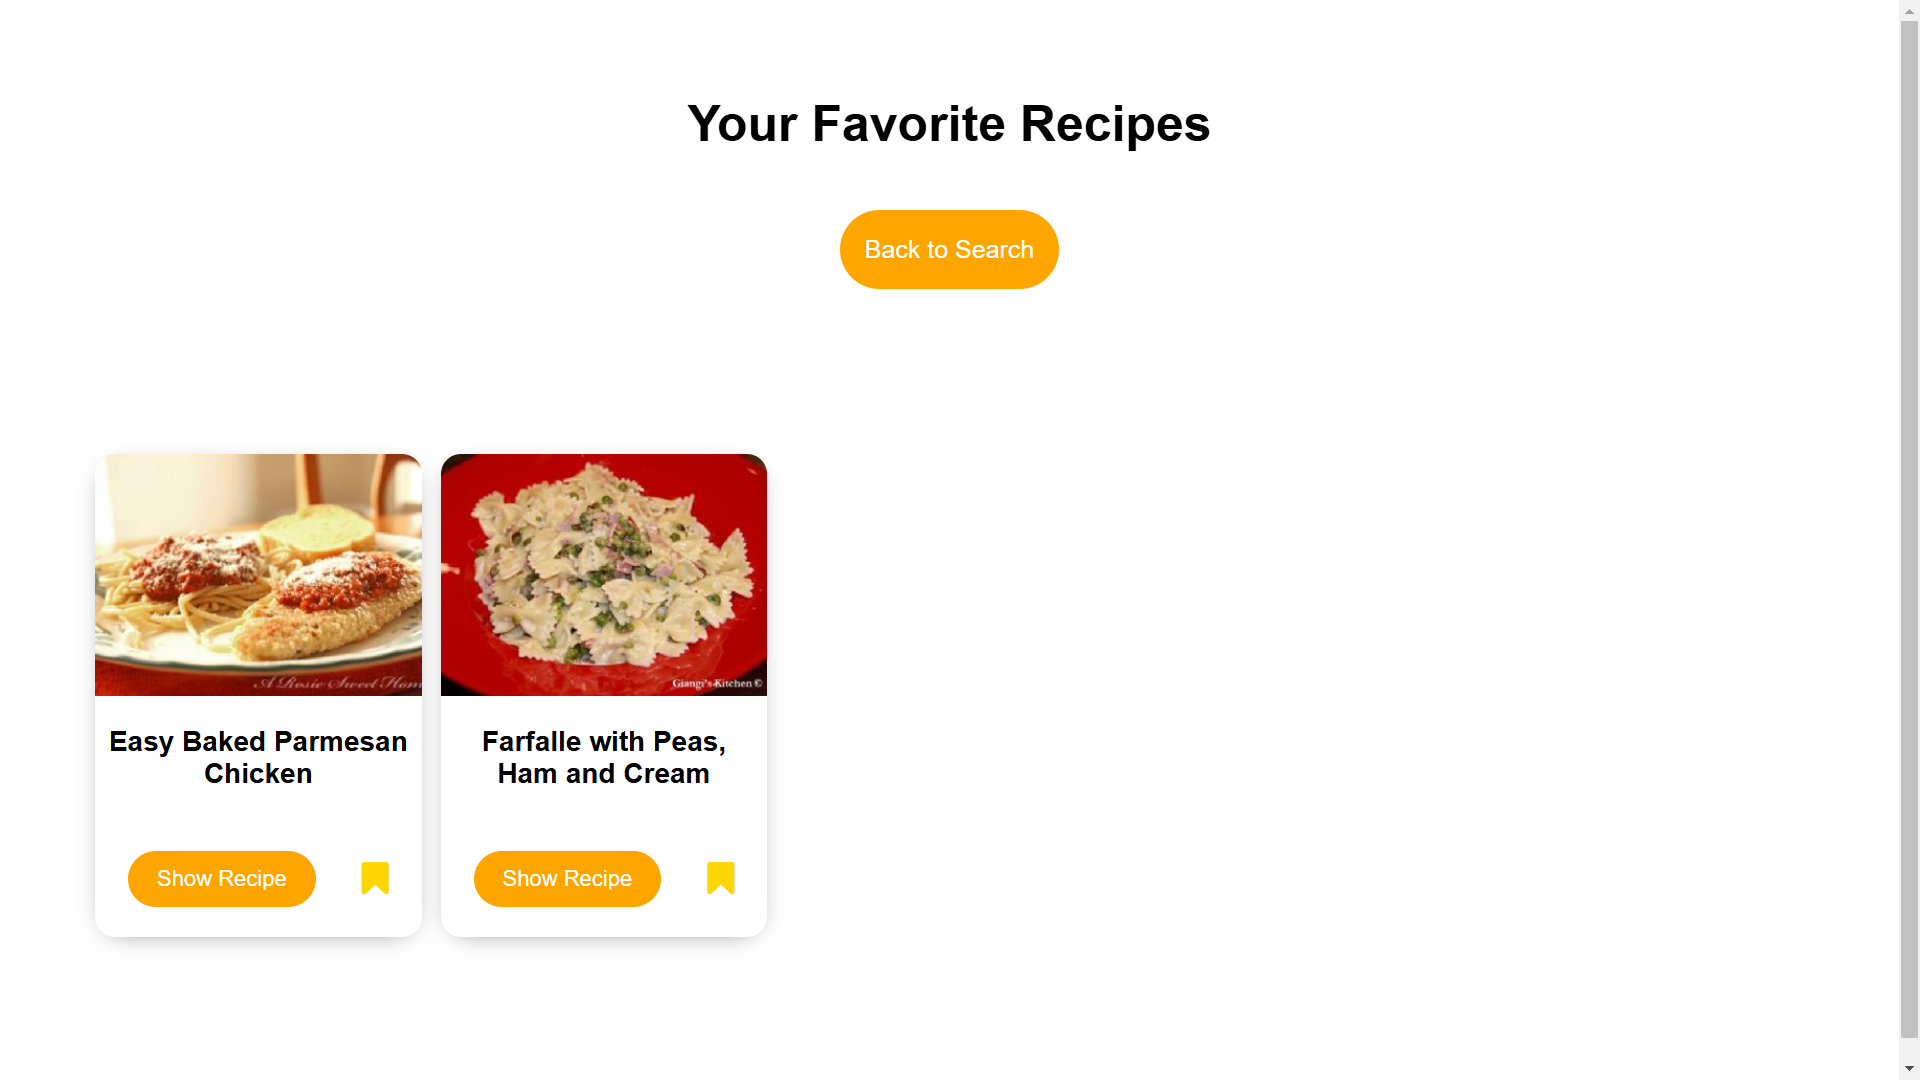 Your Favorite Recipes
Back to Search
A Rosie Sweet Hom
Giangi's Kitchen ©
Easy Baked Parmesan
Chicken
Farfalle with Peas,
Ham and Cream
Show Recipe
Show Recipe